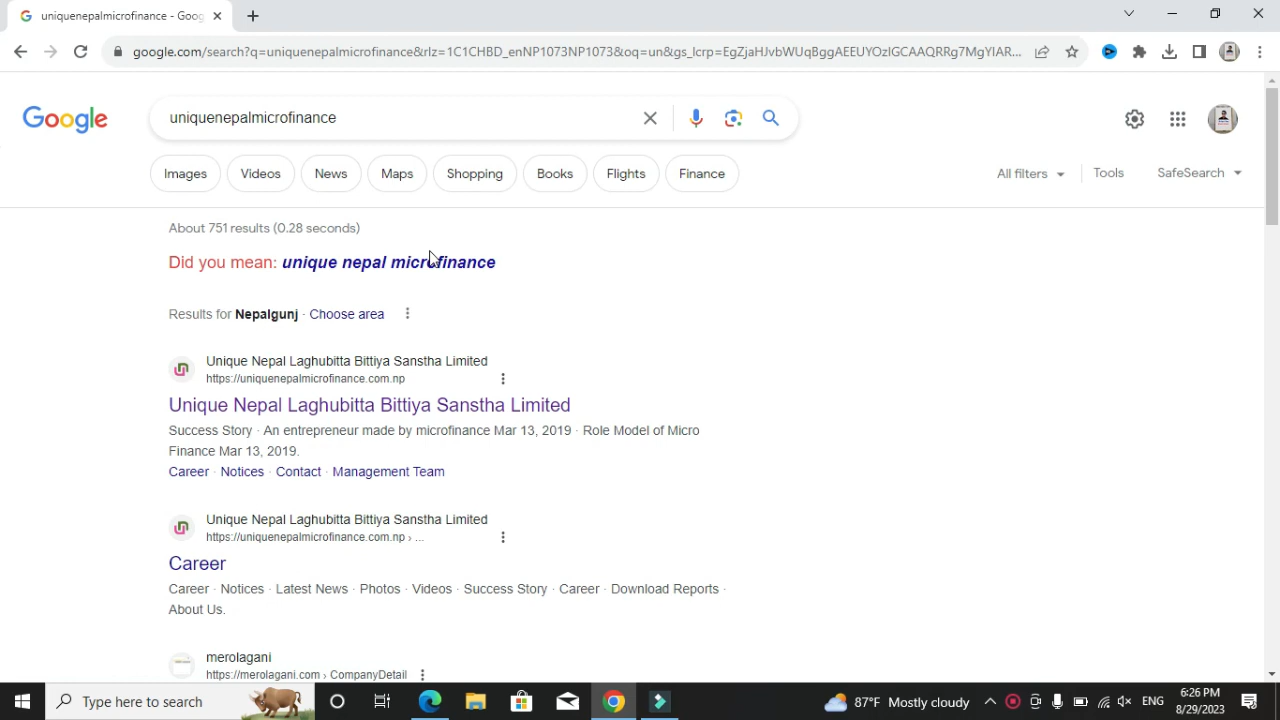 uniquenepalmicrofinance - Goog
google.com/search?q=uniquenepalmicrofinance&rlz=1C1CHBD_enNP1073NP1073&oq=un&gs_lcrp=EgZjaHJvbWUqBggAEEUYOzIGCAAQRRg7MgYIAR...
Google
uniquenepalmicrofinance
Images Videos News Maps Shopping Books Flights Finance All filters Tools SafeSearch
About 751 results (0.28 seconds)
Did you mean: unique nepal microfinance
Results for Nepalgunj · Choose area
Unique Nepal Laghubitta Bittiya Sanstha Limited
https://uniquenepalmicrofinance.com.np
Unique Nepal Laghubitta Bittiya Sanstha Limited
Success Story · An entrepreneur made by microfinance Mar 13, 2019 · Role Model of Micro
Finance Mar 13, 2019.
Career · Notices · Contact · Management Team
Unique Nepal Laghubitta Bittiya Sanstha Limited
https://uniquenepalmicrofinance.com.np › ...
Career
Career · Notices · Latest News · Photos · Videos · Success Story · Career · Download Reports ·
About Us.
merolagani
https://merolagani.com › CompanyDetail
Type here to search
87°F Mostly cloudy
ENG
6:26 PM
8/29/2023